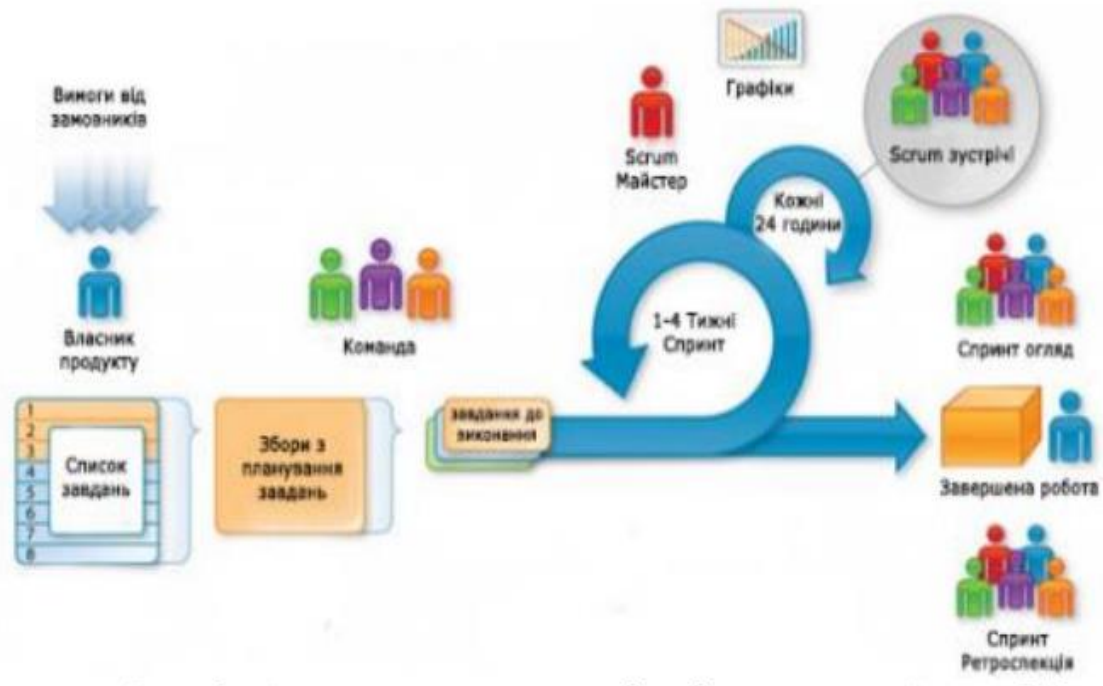 Вимоги від
замовників
Власник
продукту
1
2
3
4
5
6
7
8
Список
завдань
Команда
Збори з
планування
завдань
завдання до
виконання
Scrum
Майстер
Графіки
Кожні
24 години
Scrum зустрічі
1-4 Тижні
Спринт
Спринт огляд
Завершена робота
Спринт
Ретроспекція